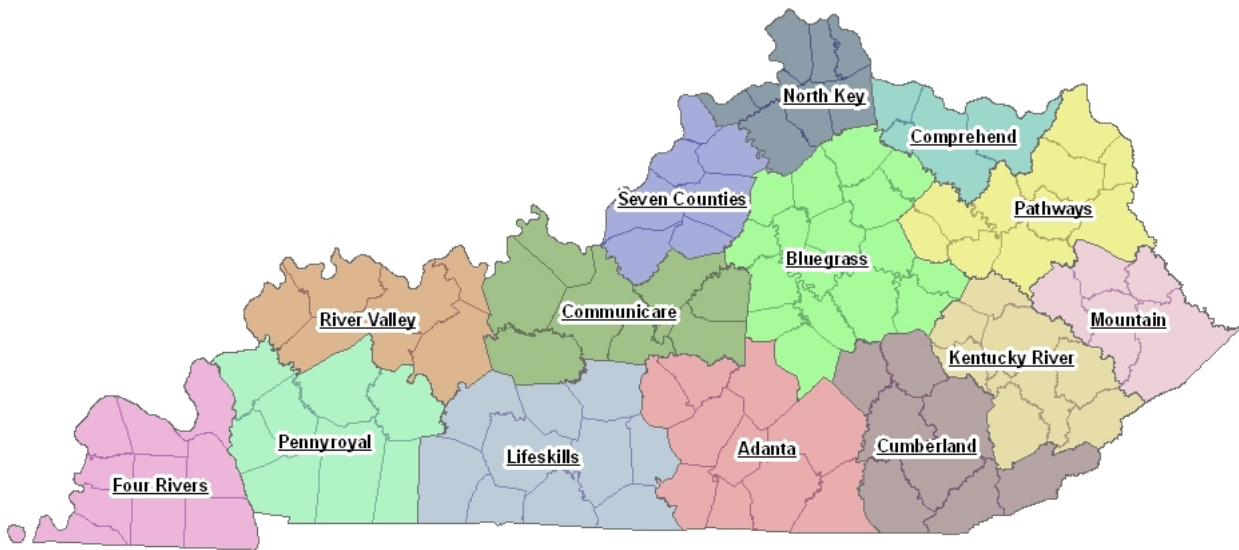 North Key
Comprehend
Seven Counties
Pathways
Bluegrass
Communicare
River Valley
Mountain
Kentucky River
Pennyroyal
Lifeskills
Adanta
Cumberland
Four Rivers